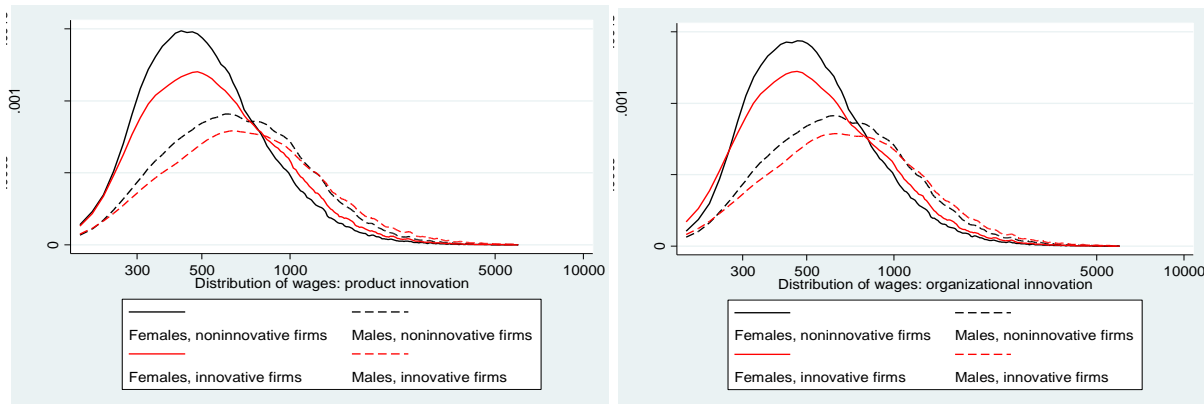 .001
0
300 500 1000 5000 10000
Distribution of wages: product innovation
Females, noninnovative firms Males, noninnovative firms
Females, innovative firms Males, innovative firms
.001
0
300 500 1000 5000 10000
Distribution of wages: organizational innovation
Females, noninnovative firms Males, noninnovative firms
Females, innovative firms Males, innovative firms